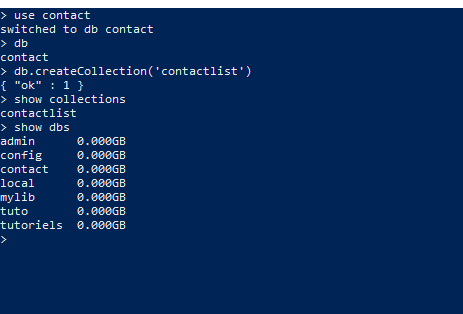 > use contact
switched to db contact
> db
contact
> db.createCollection('contactlist')
{ "ok" : 1 }
> show collections
contactlist
> show dbs
admin      0.000GB
config     0.000GB
contact    0.000GB
local      0.000GB
mylib      0.000GB
tuto       0.000GB
tutoriels  0.000GB
>